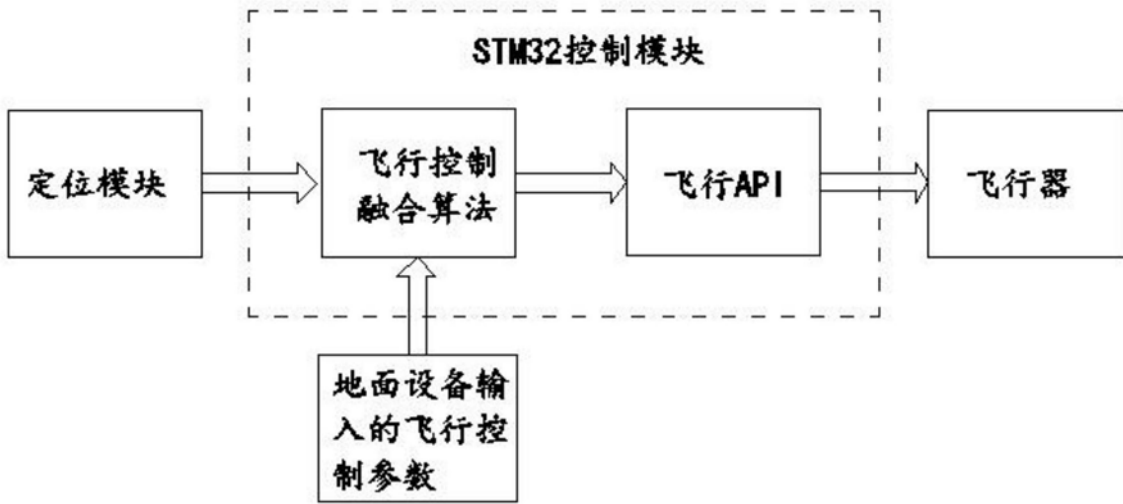 STM32控制模块
定位模块
飞行控制
融合算法
飞行API
飞行器
地面设备输
入的飞行控
制参数